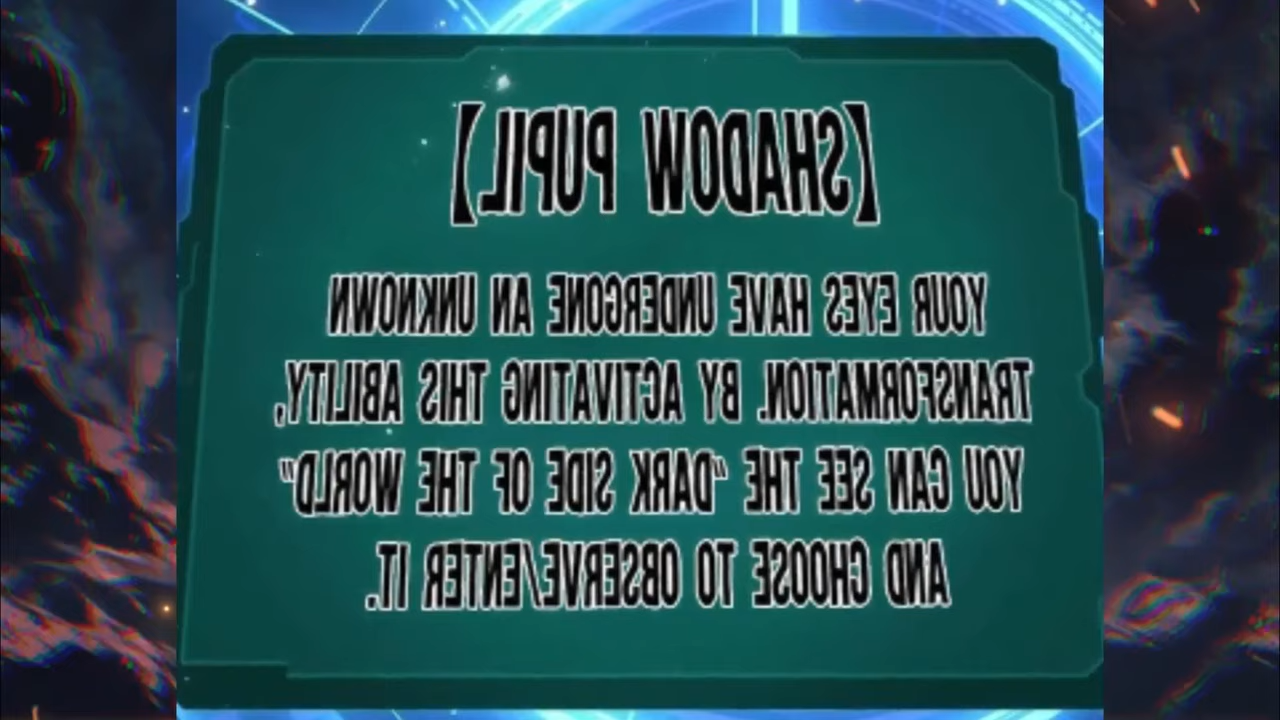 【SHADOW PUPIL】
YOUR EYES HAVE UNDERGONE AN UNKNOWN
TRANSFORMATION. BY ACTIVATING THIS ABILITY,
YOU CAN SEE THE "DARK SIDE OF THE WORLD"
AND CHOOSE TO OBSERVE/ENTER IT.